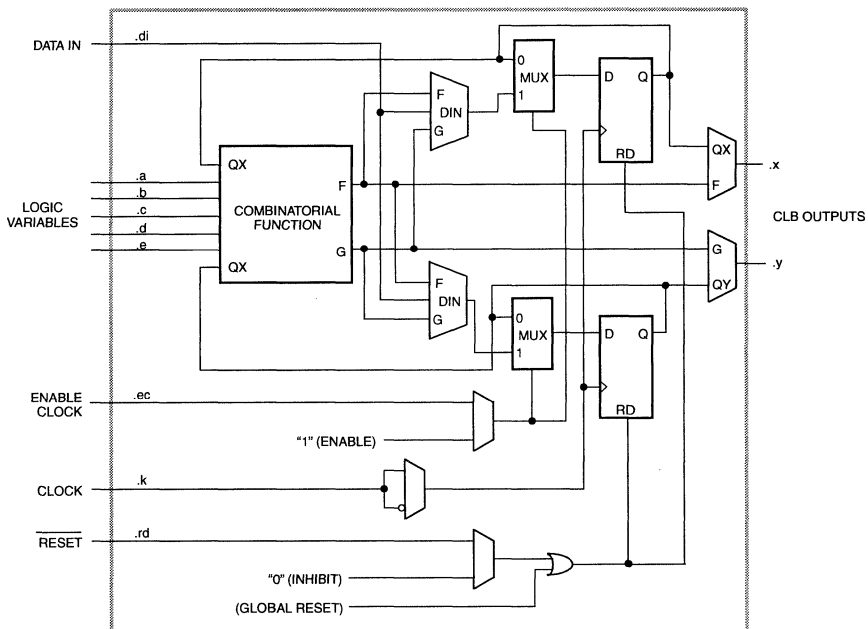 DATA IN
.di
0
MUX
1
D
Q
RD
F
DIN
G
QX
F
.x
QX
.a
.b
.c
.d
.e
LOGIC
VARIABLES
COMBINATORIAL
FUNCTION
F
G
QX
CLB OUTPUTS
G
QY
.y
F
DIN
G
0
MUX
1
D
Q
RD
ENABLE
CLOCK
.ec
"1" (ENABLE)
CLOCK
.k
RESET
.rd
"0" (INHIBIT)
(GLOBAL RESET)